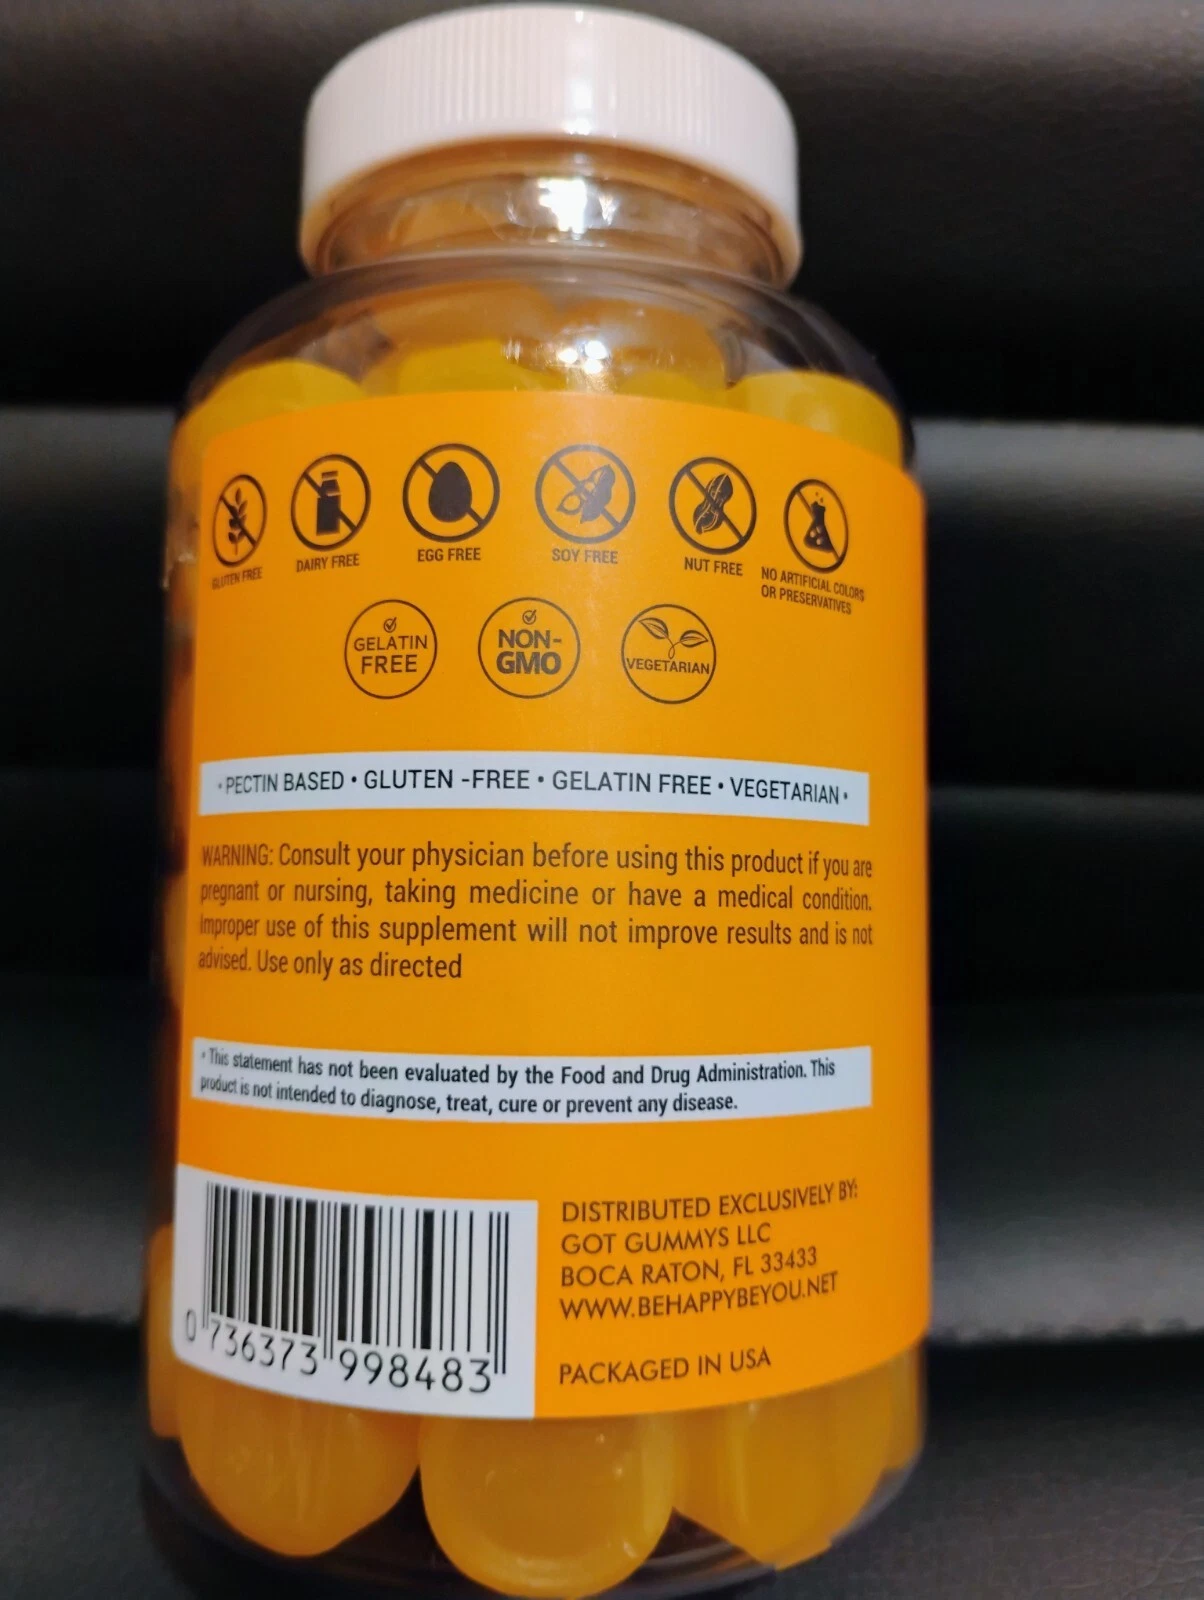 GLUTEN FREE
DAIRY FREE
EGG FREE
SOY FREE
NUT FREE
NO ARTIFICIAL COLORS
OR PRESERVATIVES
GELATIN
FREE
NON-
GMO
VEGETARIAN
• PECTIN BASED • GLUTEN -FREE • GELATIN FREE • VEGETARIAN •
WARNING: Consult your physician before using this product if you are
pregnant or nursing, taking medicine or have a medical condition.
Improper use of this supplement will not improve results and is not
advised. Use only as directed
* This statement has not been evaluated by the Food and Drug Administration. This
product is not intended to diagnose, treat, cure or prevent any disease.
0 736373 998483
DISTRIBUTED EXCLUSIVELY BY:
GOT GUMMYS LLC
BOCA RATON, FL 33433
WWW.BEHAPPYBEYOU.NET
PACKAGED IN USA